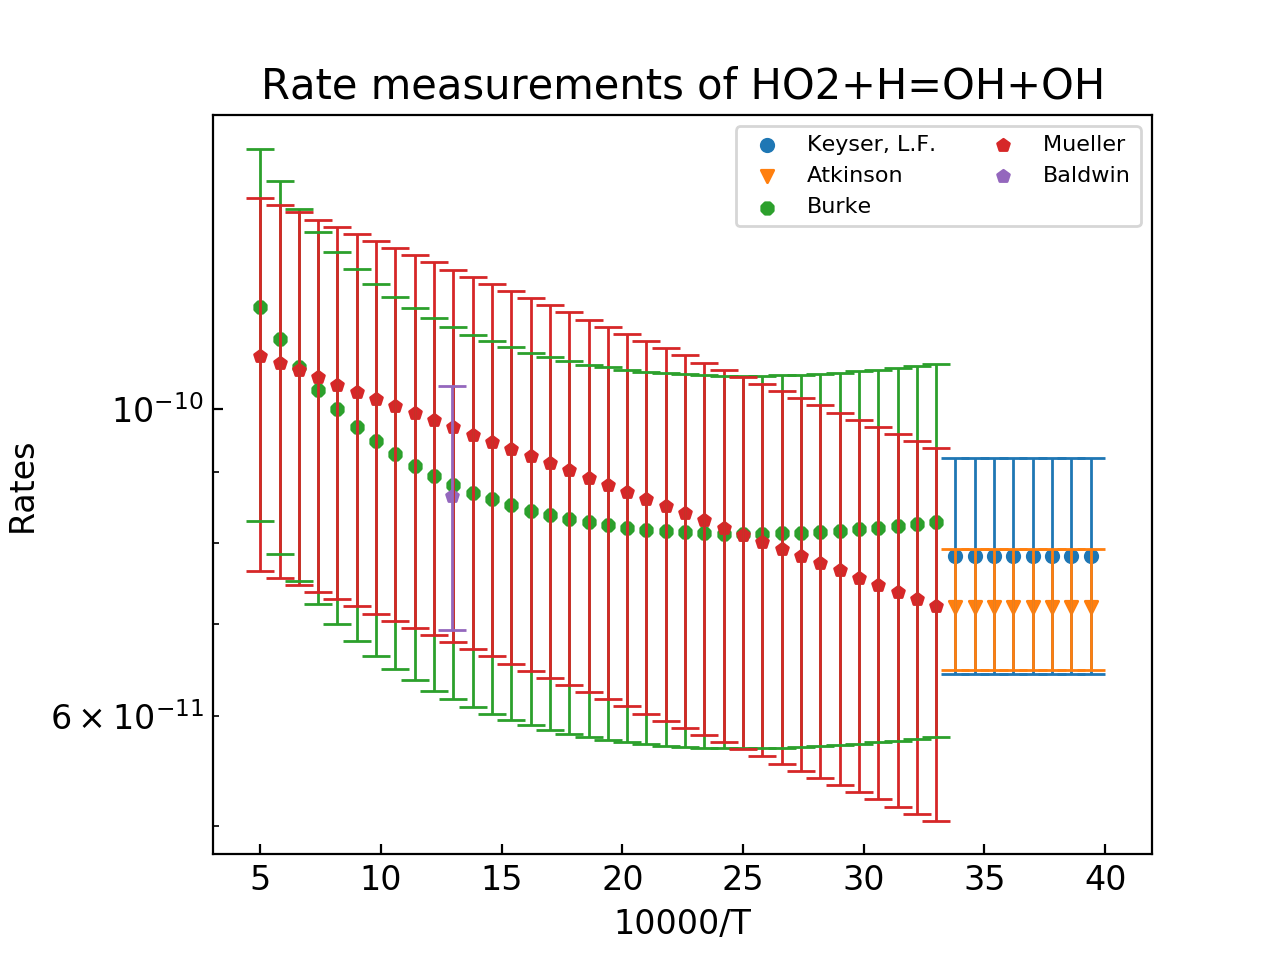 Rate measurements of HO2+H=OH+OH
Keyser, L.F.
Atkinson
Burke
Mueller
Baldwin
Rates
10⁻¹⁰
6 × 10⁻¹¹
5 10 15 20 25 30 35 40
10000/T